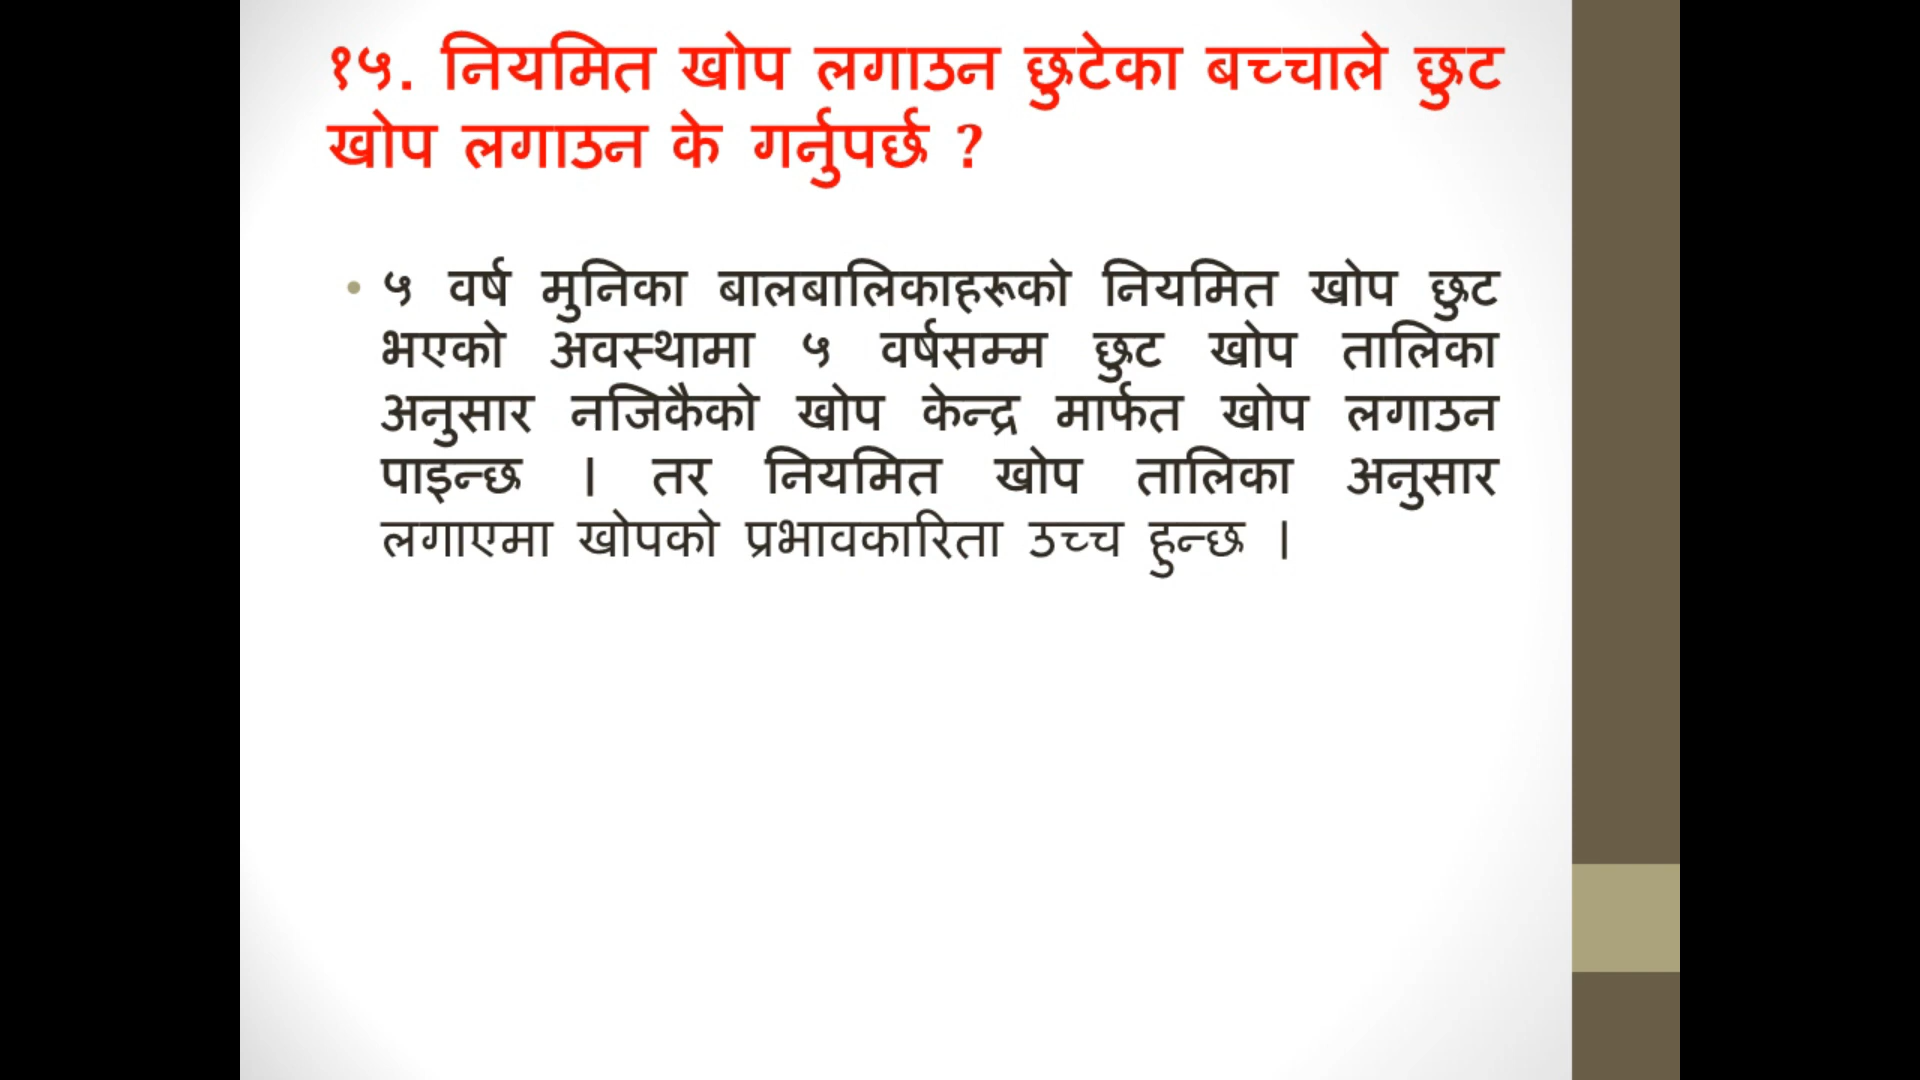 १५. नियमित खोप लगाउन छुटेका बच्चाले छुट
खोप लगाउन के गर्नुपर्छ ?
• ५ वर्ष मुनिका बालबालिकाहरूको नियमित खोप छुट
भएको अवस्थामा ५ वर्षसम्म छुट खोप तालिका
अनुसार नजिकैको खोप केन्द्र मार्फत खोप लगाउन
पाइन्छ । तर नियमित खोप तालिका अनुसार
लगाएमा खोपको प्रभावकारिता उच्च हुन्छ ।